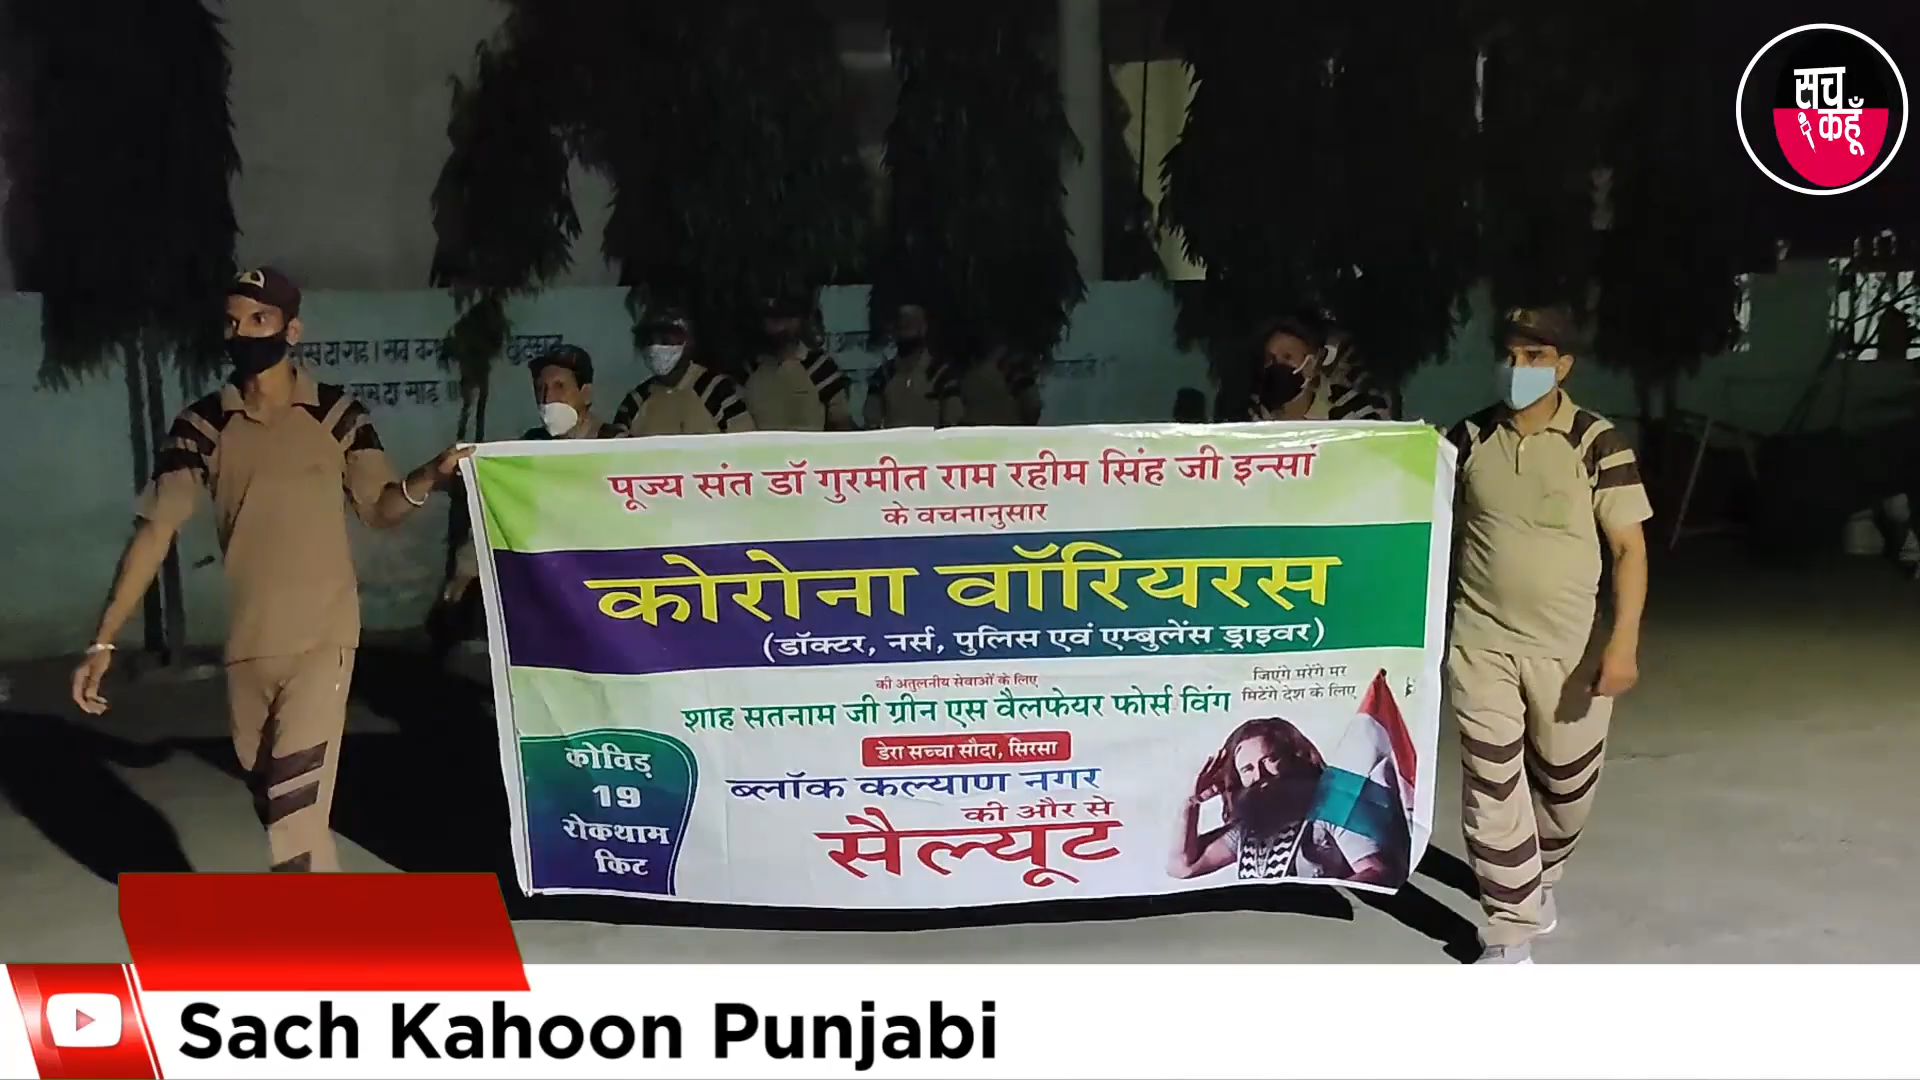 सच
कहूँ
पूज्य संत डॉ गुरमीत राम रहीम सिंह जी इन्सां
के वचनानुसार
कोरोना वॉरियरस
(डॉक्टर, नर्स, पुलिस एवं एम्बुलेंस ड्राइवर)
की अतुलनीय सेवाओं के लिए
जिएंगे मरेंगे मर
मिटेंगे देश के लिए
शाह सतनाम जी ग्रीन एस वैलफेयर फोर्स विंग
डेरा सच्चा सौदा, सिरसा
ब्लॉक कल्याण नगर
की और से
सैल्यूट
कोविड़
19
रोकथाम
किट
Sach Kahoon Punjabi